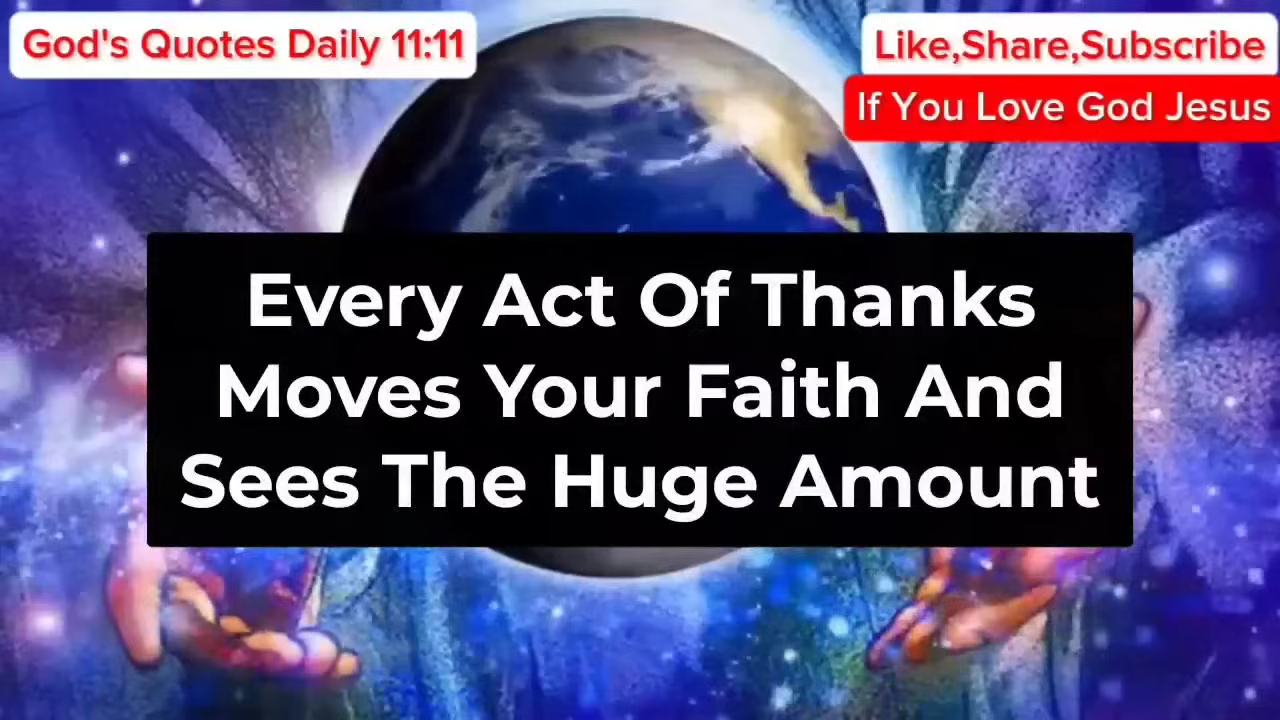 God's Quotes Daily 11:11
Like,Share,Subscribe
If You Love God Jesus
Every Act Of Thanks
Moves Your Faith And
Sees The Huge Amount